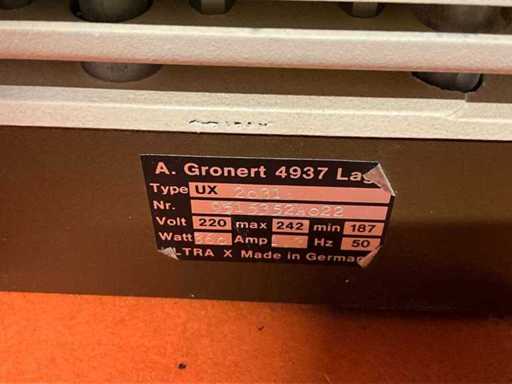 A. Gronert 4937 Lag
Type UX
Nr.
Volt 220 max 242 min 187
Watt Amp Hz 50
LTRA X Made in German